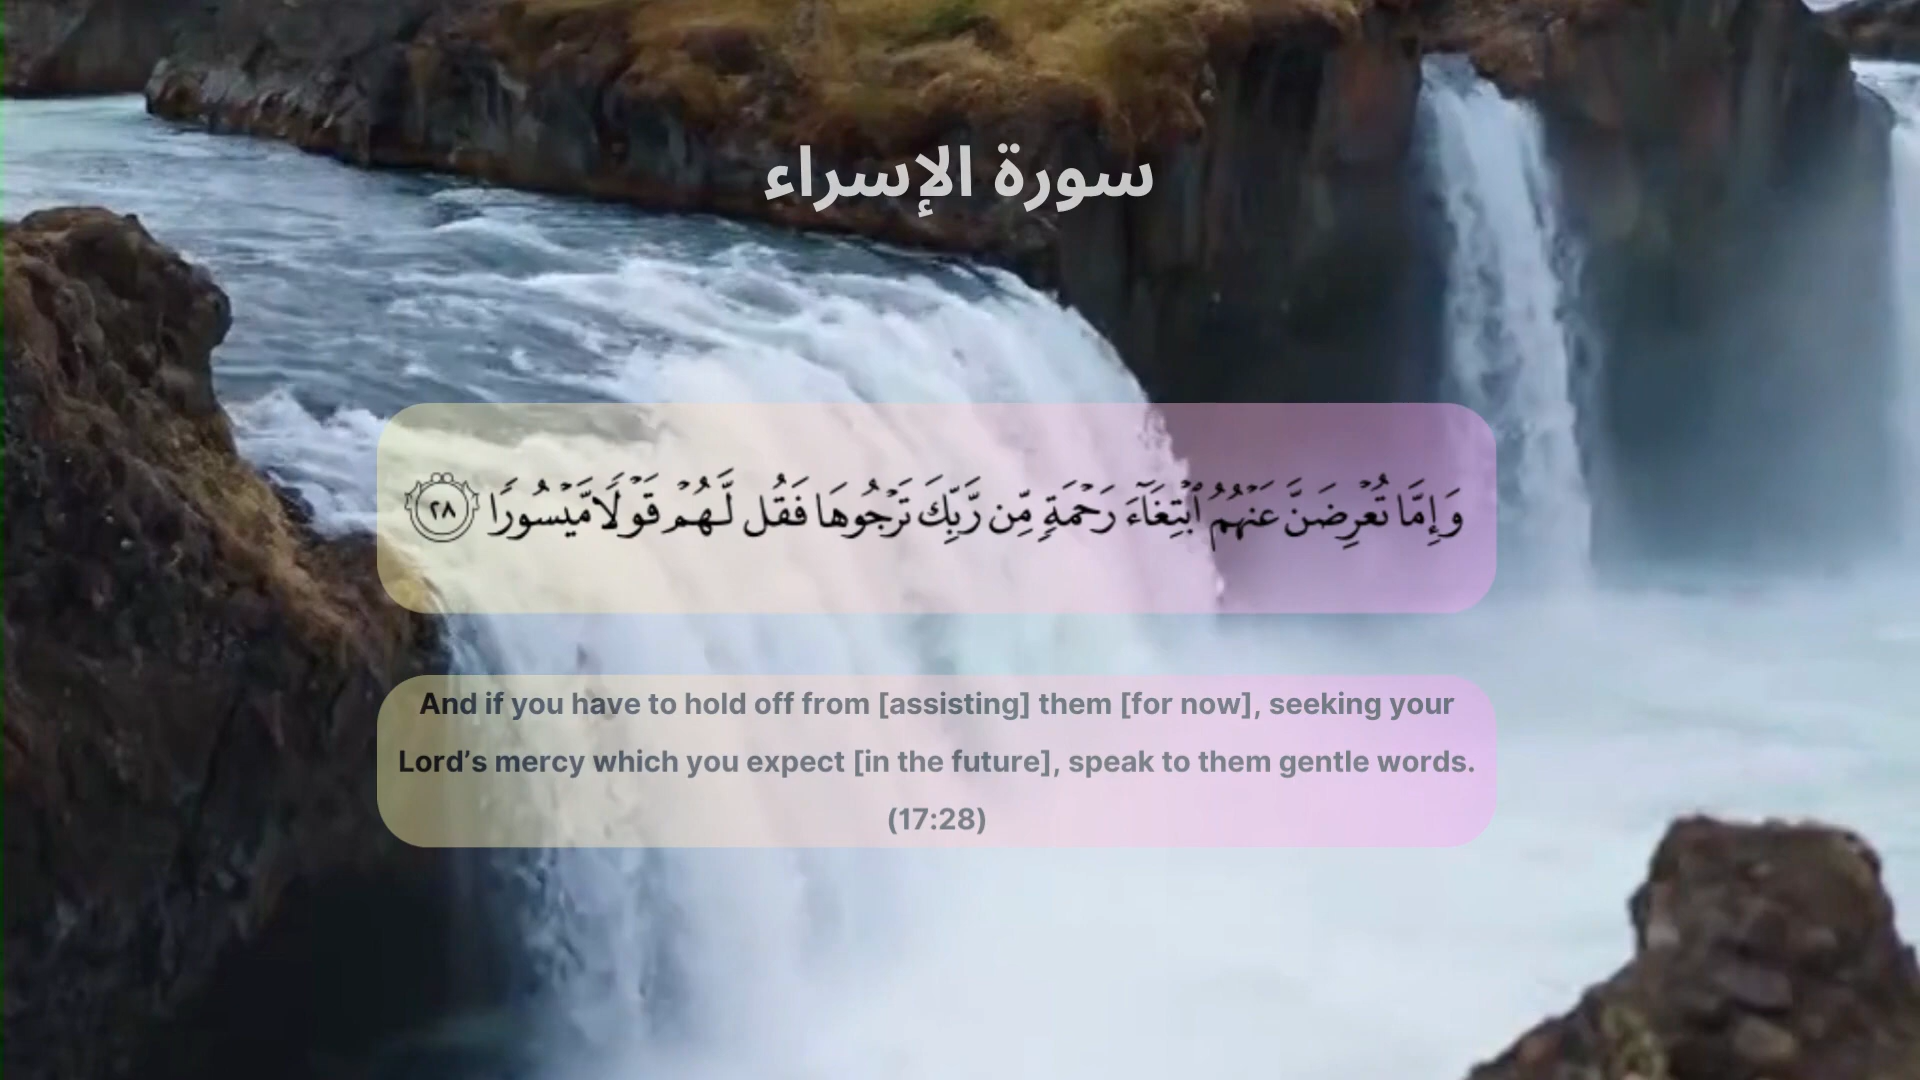 سورة الإسراء
وَإِمَّا تُعْرِضَنَّ عَنْهُمُ ٱبْتِغَآءَ رَحْمَةٍ مِّن رَّبِّكَ تَرْجُوهَا فَقُل لَّهُمْ قَوْلًا مَّيْسُورًا ٢٨
And if you have to hold off from [assisting] them [for now], seeking your
Lord’s mercy which you expect [in the future], speak to them gentle words.
(17:28)